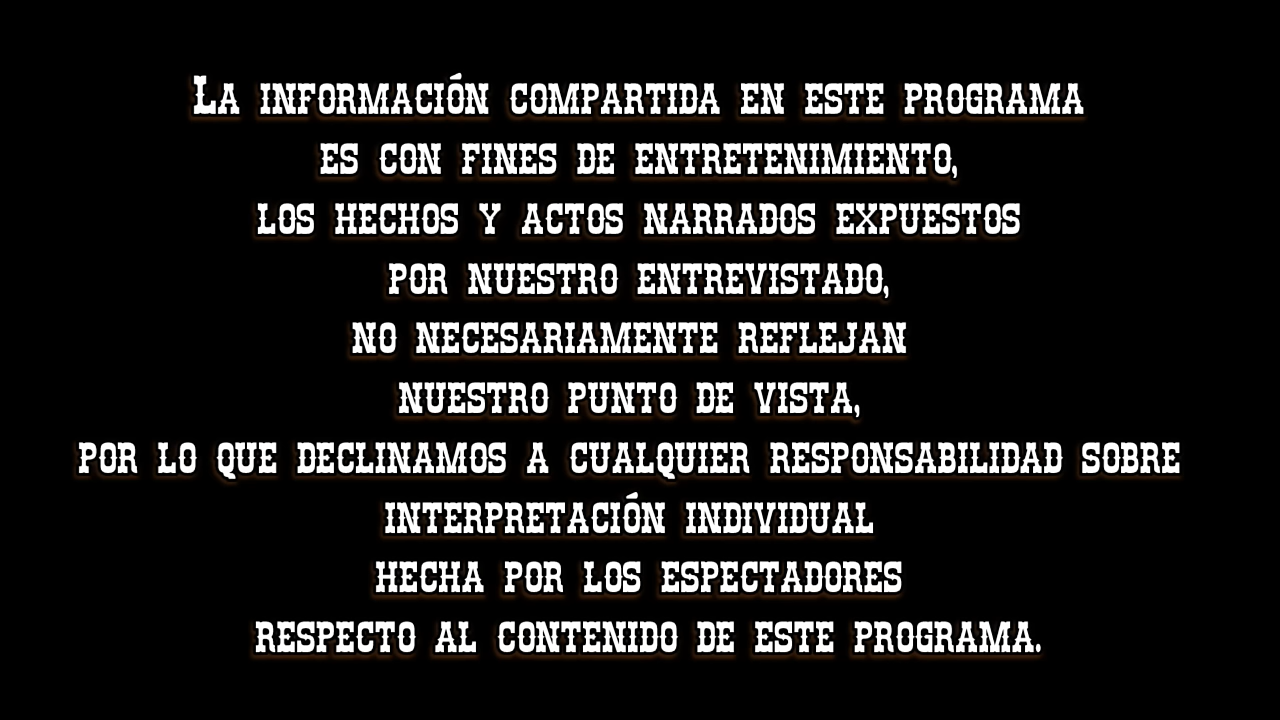 La información compartida en este programa
es con fines de entretenimiento,
los hechos y actos narrados expuestos
por nuestro entrevistado,
no necesariamente reflejan
nuestro punto de vista,
por lo que declinamos a cualquier responsabilidad sobre
interpretación individual
hecha por los espectadores
respecto al contenido de este programa.